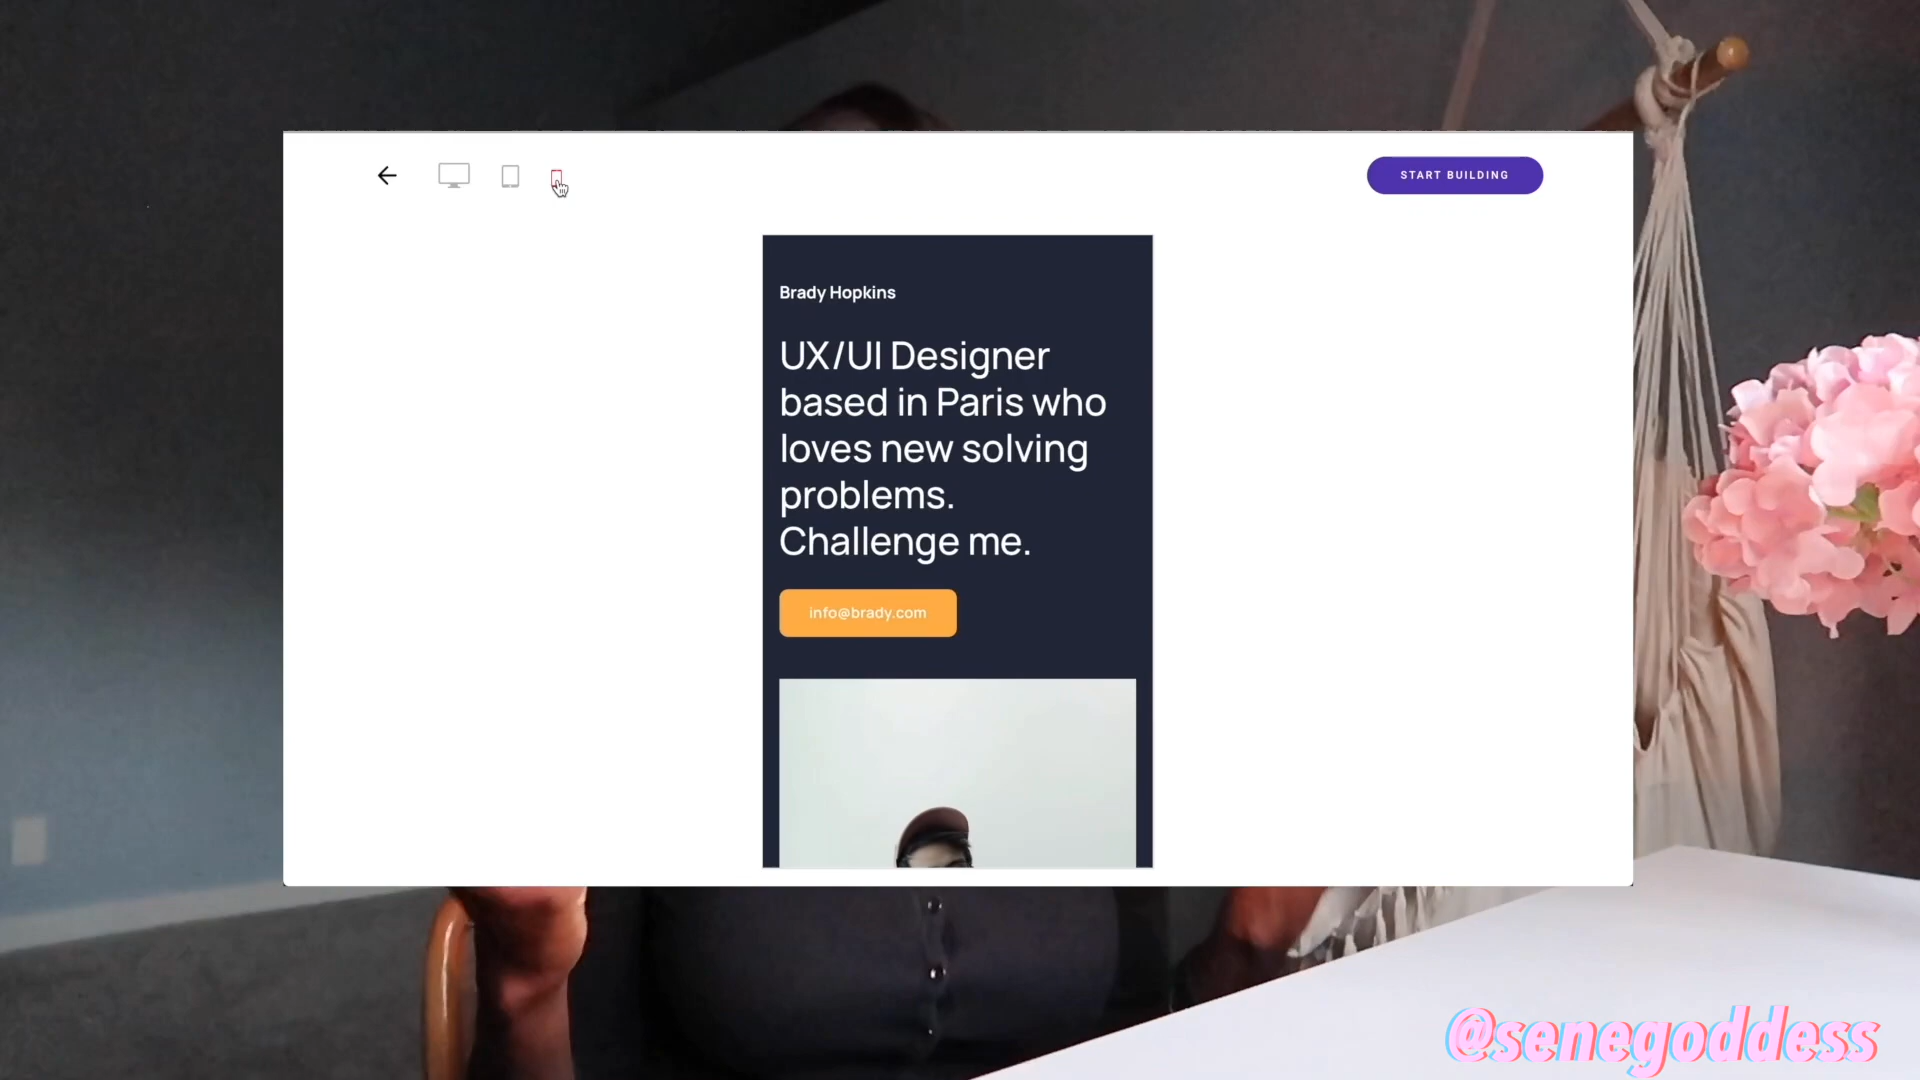 START BUILDING
Brady Hopkins
UX/UI Designer
based in Paris who
loves new solving
problems.
Challenge me.
info@brady.com
@senegoddess